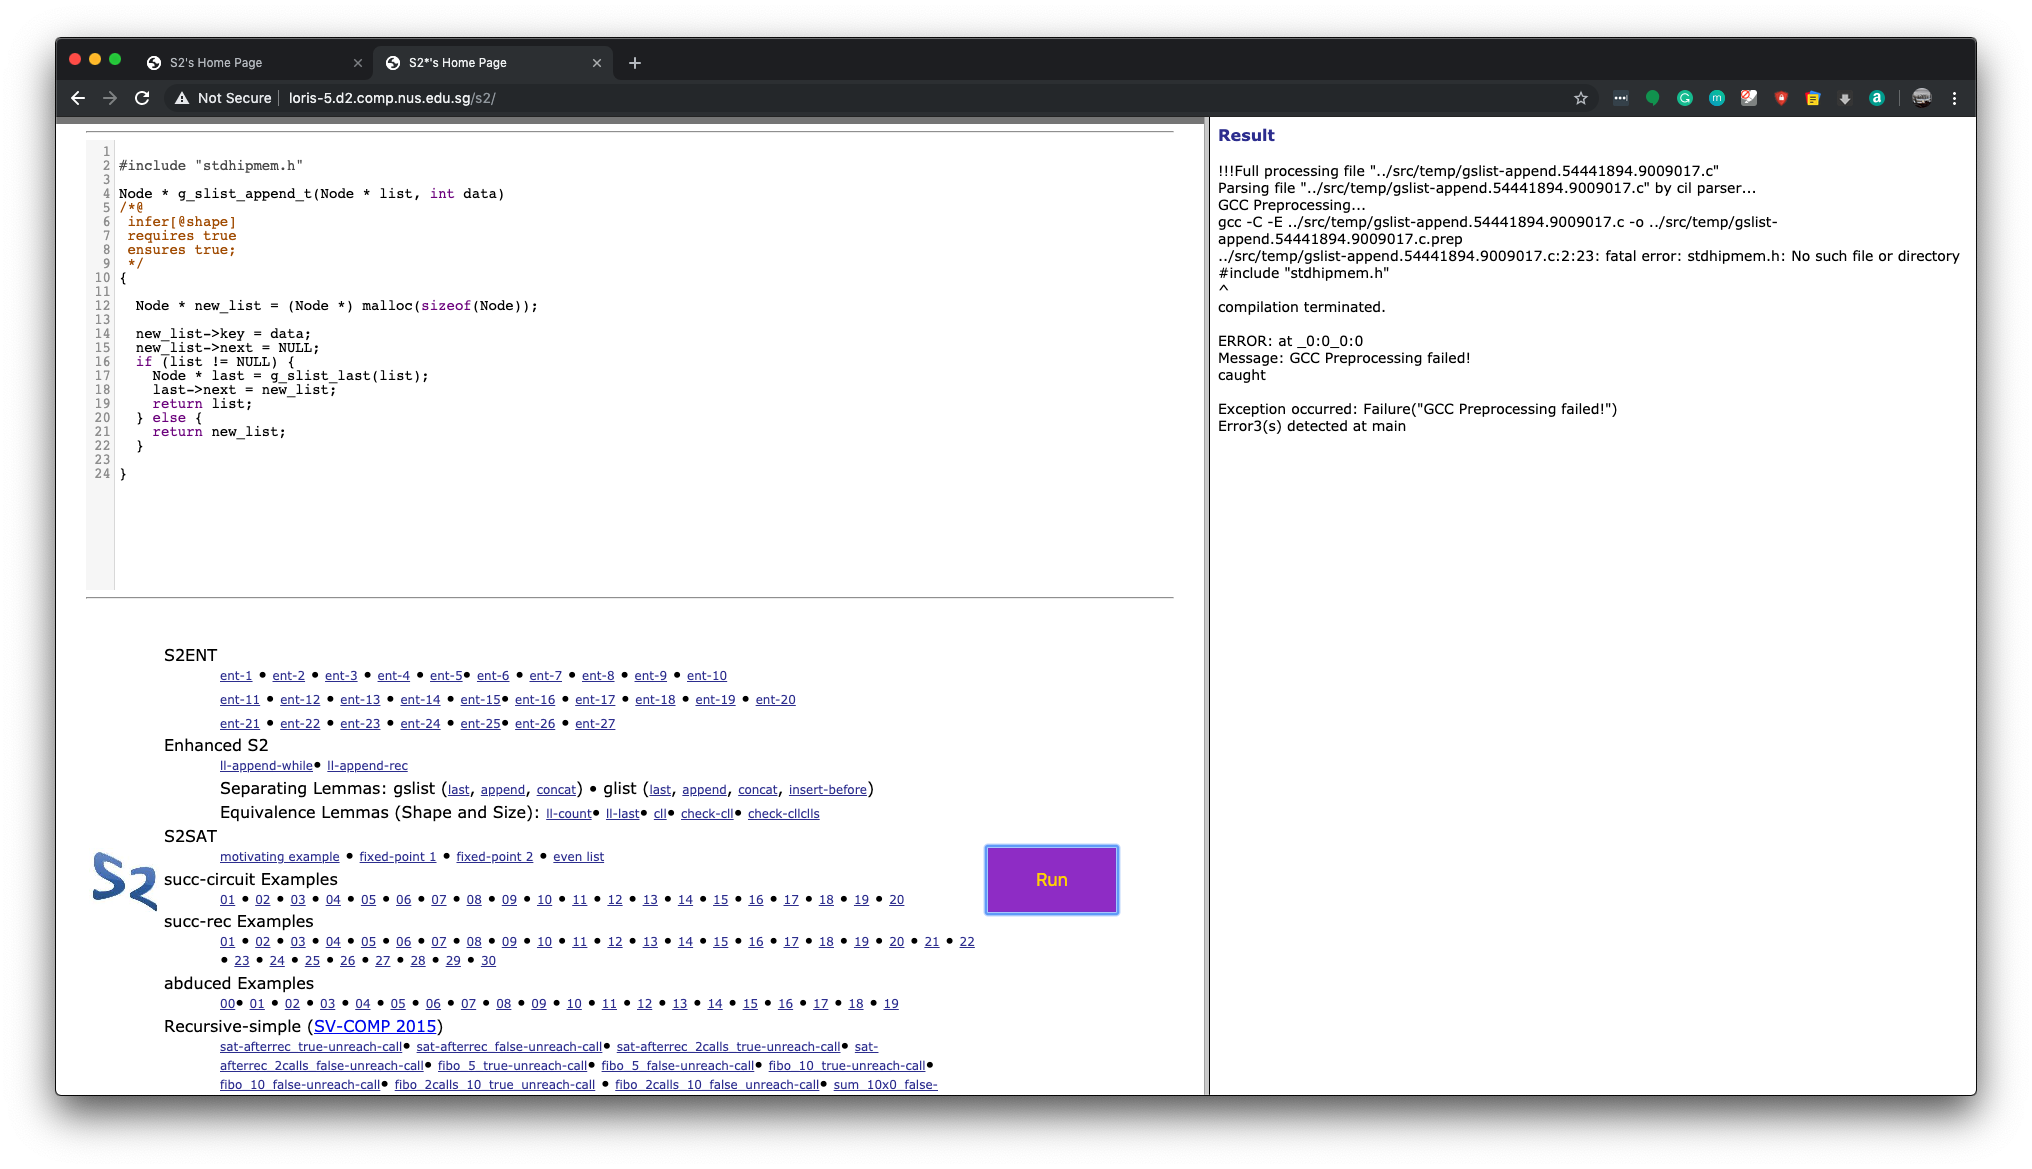 S2's Home Page
S2*'s Home Page
Not Secure
loris-5.d2.comp.nus.edu.sg/s2/
1
2 #include "stdhipmem.h"
3
4 Node * g_slist_append_t(Node * list, int data)
5 /*@
6 infer[@shape]
7 requires true
8 ensures true;
9 */
10 {
11
12 Node * new_list = (Node *) malloc(sizeof(Node));
13
14 new_list->key = data;
15 new_list->next = NULL;
16 if (list != NULL) {
17 Node * last = g_slist_last(list);
18 last->next = new_list;
19 return list;
20 } else {
21 return new_list;
22 }
23
24 }
S2ENT
ent-1 • ent-2 • ent-3 • ent-4 • ent-5• ent-6 • ent-7 • ent-8 • ent-9 • ent-10
ent-11 • ent-12 • ent-13 • ent-14 • ent-15• ent-16 • ent-17 • ent-18 • ent-19 • ent-20
ent-21 • ent-22 • ent-23 • ent-24 • ent-25• ent-26 • ent-27
Enhanced S2
ll-append-while• ll-append-rec
Separating Lemmas: gslist (last, append, concat) • glist (last, append, concat, insert-before)
Equivalence Lemmas (Shape and Size): ll-count• ll-last• cll• check-cll• check-cllclls
S2SAT
motivating example • fixed-point 1 • fixed-point 2 • even list
S2
succ-circuit Examples
01 • 02 • 03 • 04 • 05 • 06 • 07 • 08 • 09 • 10 • 11 • 12 • 13 • 14 • 15 • 16 • 17 • 18 • 19 • 20
succ-rec Examples
01 • 02 • 03 • 04 • 05 • 06 • 07 • 08 • 09 • 10 • 11 • 12 • 13 • 14 • 15 • 16 • 17 • 18 • 19 • 20 • 21 • 22
• 23 • 24 • 25 • 26 • 27 • 28 • 29 • 30
abduced Examples
00• 01 • 02 • 03 • 04 • 05 • 06 • 07 • 08 • 09 • 10 • 11 • 12 • 13 • 14 • 15 • 16 • 17 • 18 • 19
Recursive-simple (SV-COMP 2015)
sat-afterrec_true-unreach-call• sat-afterrec_false-unreach-call• sat-afterrec_2calls_true-unreach-call• sat-
afterrec_2calls_false-unreach-call• fibo_5_true-unreach-call• fibo_5_false-unreach-call• fibo_10_true-unreach-call•
fibo_10_false-unreach-call• fibo_2calls_10_true_unreach-call • fibo_2calls_10_false_unreach-call• sum_10x0_false-
Run
Result
!!!Full processing file "../src/temp/gslist-append.54441894.9009017.c"
Parsing file "../src/temp/gslist-append.54441894.9009017.c" by cil parser...
GCC Preprocessing...
gcc -C -E ../src/temp/gslist-append.54441894.9009017.c -o ../src/temp/gslist-
append.54441894.9009017.c.prep
../src/temp/gslist-append.54441894.9009017.c:2:23: fatal error: stdhipmem.h: No such file or directory
#include "stdhipmem.h"
^
compilation terminated.
ERROR: at _0:0_0:0
Message: GCC Preprocessing failed!
caught
Exception occurred: Failure("GCC Preprocessing failed!")
Error3(s) detected at main